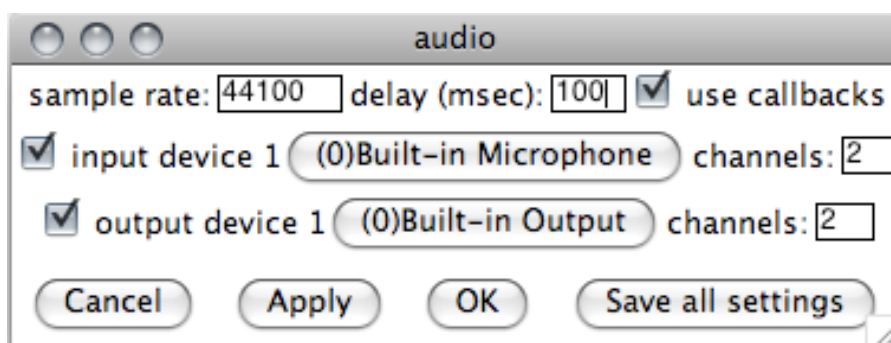 audio
sample rate: 44100 delay (msec): 100 use callbacks
input device 1 (0)Built-in Microphone channels: 2
output device 1 (0)Built-in Output channels: 2
Cancel Apply OK Save all settings